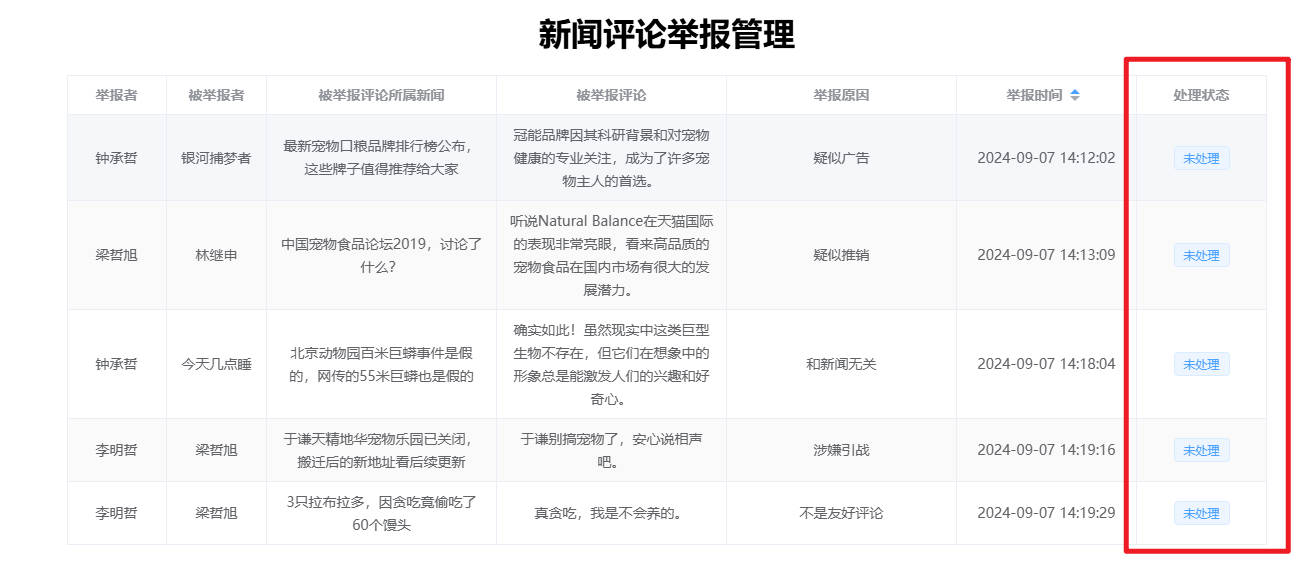 新闻评论举报管理
举报者 被举报者 被举报评论所属新闻 被举报评论 举报原因 举报时间 处理状态
钟承哲 银河捕梦者 最新宠物口粮品牌排行榜公布，
这些牌子值得推荐给大家
冠能品牌因其科研背景和对宠物
健康的专业关注，成为了许多宠
物主人的首选。
疑似广告 2024-09-07 14:12:02 未处理
梁哲旭 林继申 中国宠物食品论坛2019，讨论了
什么？
听说Natural Balance在天猫国际
的表现非常亮眼，看来高品质的
宠物食品在国内市场有很大的发
展潜力。
疑似推销 2024-09-07 14:13:09 未处理
钟承哲 今天几点睡 北京动物园百米巨蟒事件是假
的，网传的55米巨蟒也是假的
确实如此！虽然现实中这类巨型
生物不存在，但它们在想象中的
形象总是能激发人们的兴趣和好
奇心。
和新闻无关 2024-09-07 14:18:04 未处理
李明哲 梁哲旭 于谦天精地华宠物乐园已关闭，
搬迁后的新地址看后续更新
于谦别搞宠物了，安心说相声
吧。
涉嫌引战 2024-09-07 14:19:16 未处理
李明哲 梁哲旭 3只拉布拉多，因贪吃竟偷吃了
60个馒头
真贪吃，我是不会养的。
不是友好评论 2024-09-07 14:19:29 未处理